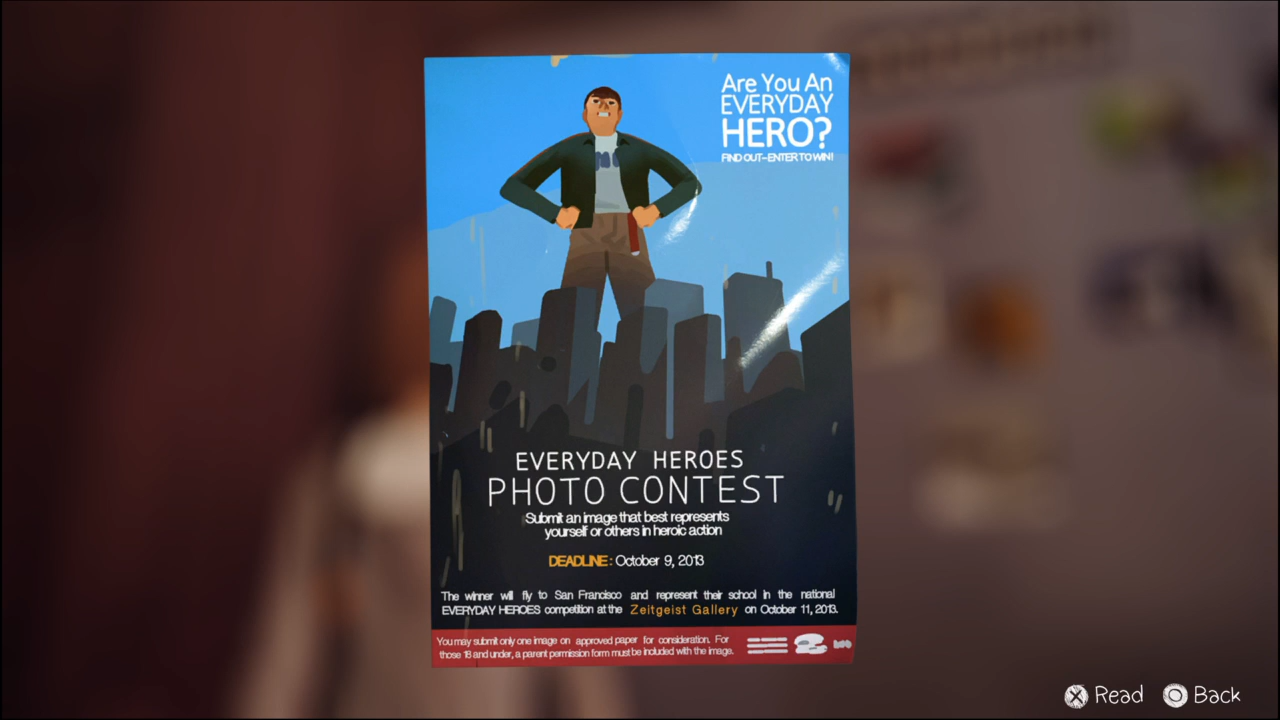 Are You An
EVERYDAY
HERO?
FIND OUT-ENTER TO WIN!
EVERYDAY HEROES
PHOTO CONTEST
Submit an image that best represents
yourself or others in heroic action
DEADLINE: October 9, 2013
The winner will fly to San Francisco and represent their school in the national
EVERYDAY HEROES competition at the Zeitgeist Gallery on October 11, 2013.
You may submit only one image on approved paper for consideration. For
those 18 and under, a parent permission form must be included with the image.
Read Back